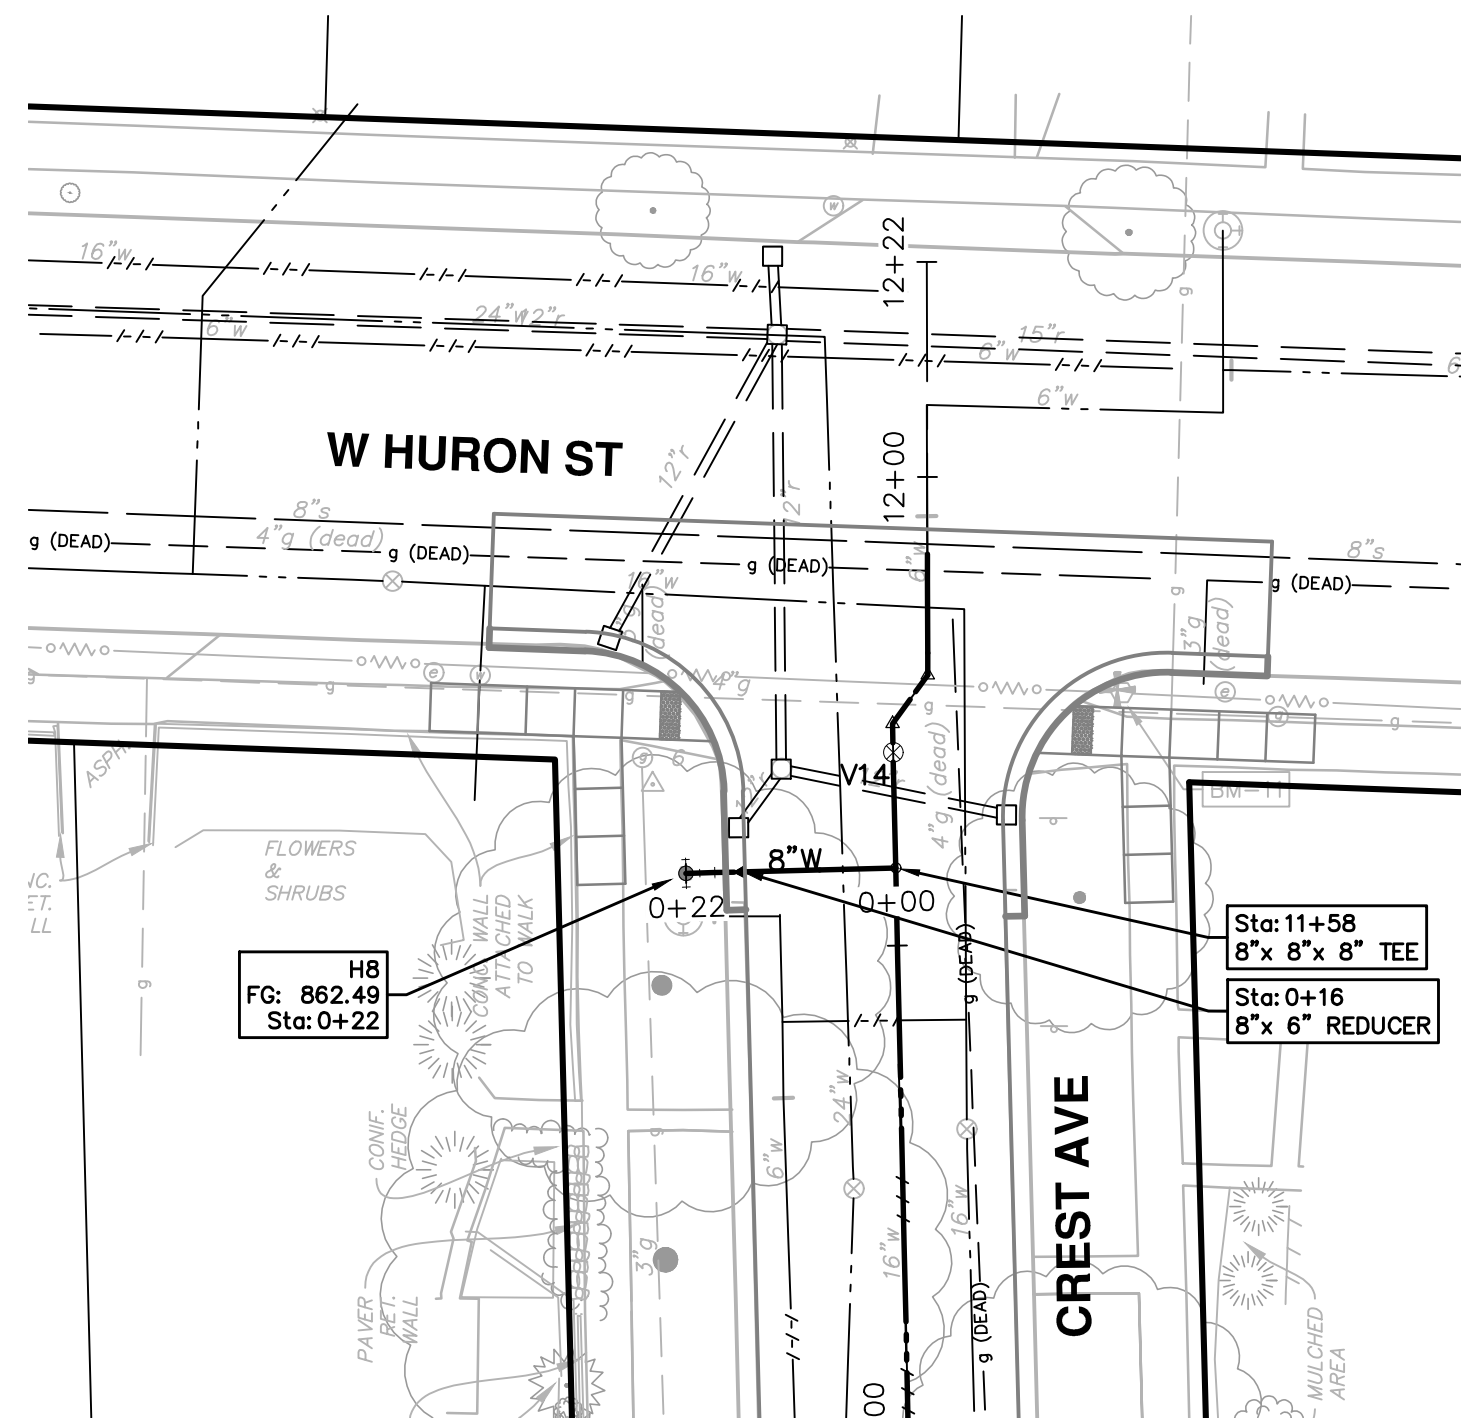 12+22
16"w
16"w
24"w
12"r
6"w
15"r
6"w
6"w
W HURON ST
12"r
12"r
12+00
8"s
4"g (dead)
8"s
g (DEAD)
g (DEAD)
g (DEAD)
g (DEAD)
6"w
(dead)
3"g
(dead)
g
g
e
w
4"g
g
g
g
e
g
g
6
V14
4"g (dead)
BM-11
FLOWERS
&
SHRUBS
8"W
0+22
0+00
CONC WALL
ATTACHED
TO WALK
g
g (DEAD)
H8
FG: 862.49
Sta: 0+22
Sta: 11+58
8"x 8"x 8" TEE
Sta: 0+16
8"x 6" REDUCER
CONIF.
HEDGE
g
6"w
24"w
16"w
16"w
3"g
CREST AVE
PAVER
RET.
WALL
g (DEAD)
MULCHED
AREA
00